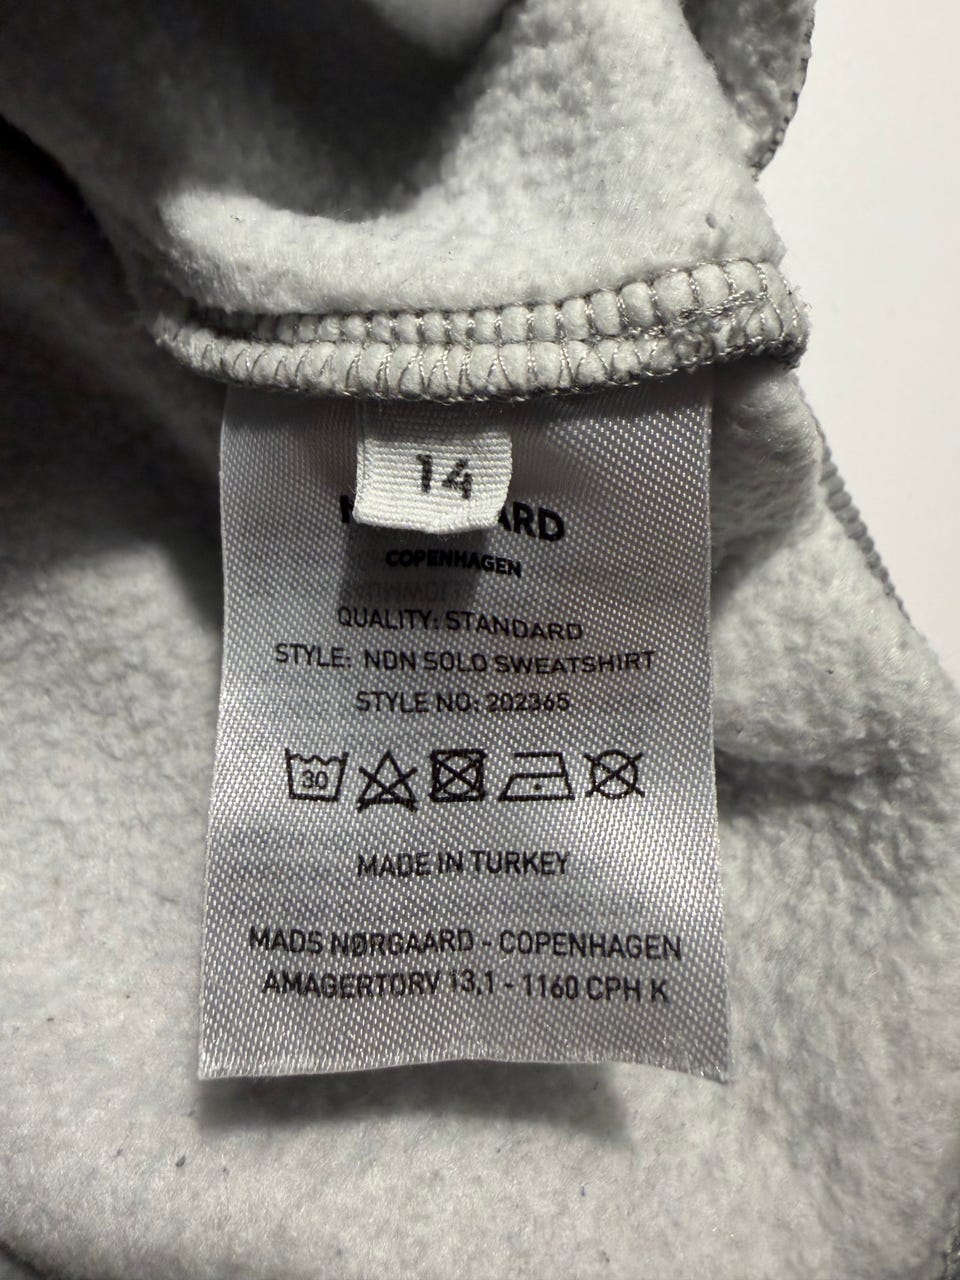 14
COPENHAGEN
QUALITY: STANDARD
STYLE: NDN SOLO SWEATSHIRT
STYLE NO: 202365
30
MADE IN TURKEY
MADS NØRGAARD - COPENHAGEN
AMAGERTORV 13,1 - 1160 CPH K